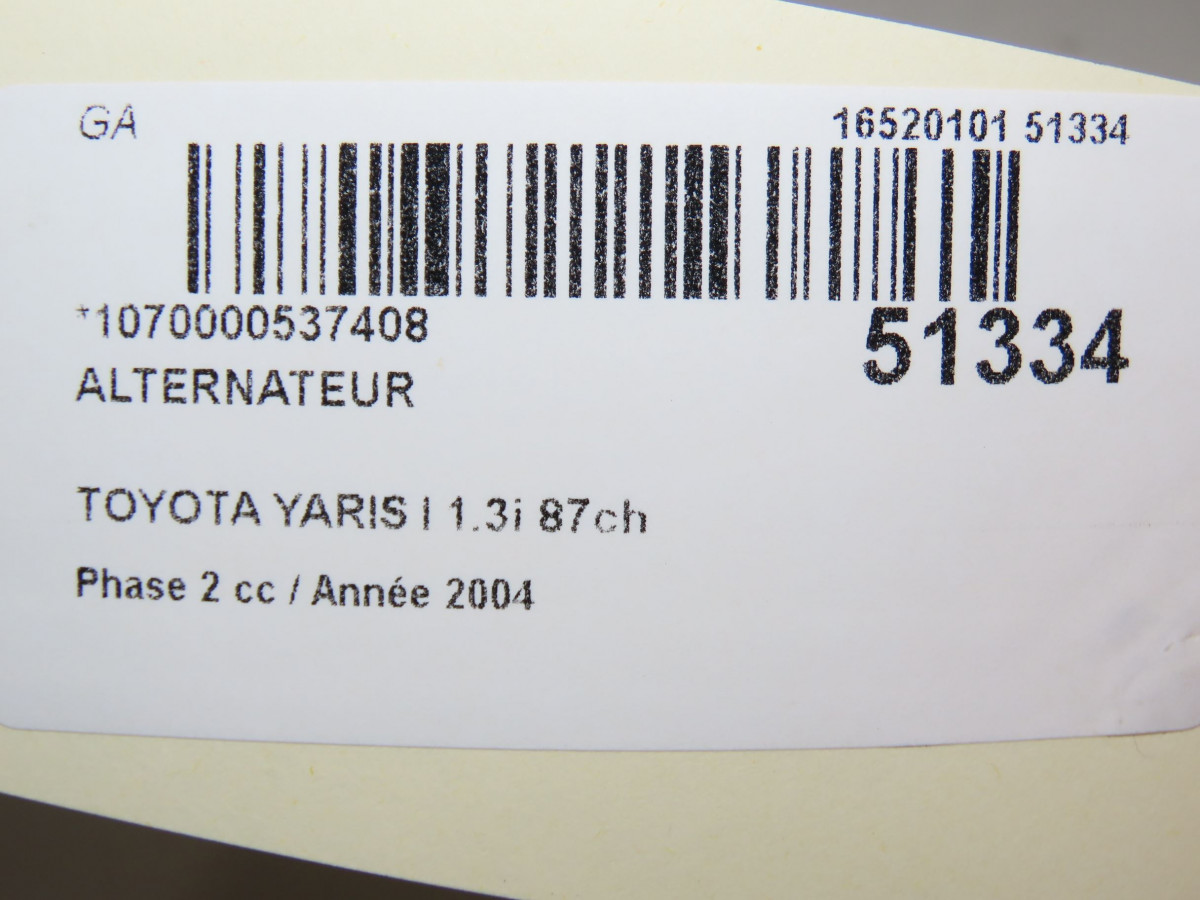 GA
16520101 51334
*1070000537408
51334
ALTERNATEUR
TOYOTA YARIS I 1.3i 87ch
Phase 2 cc / Année 2004